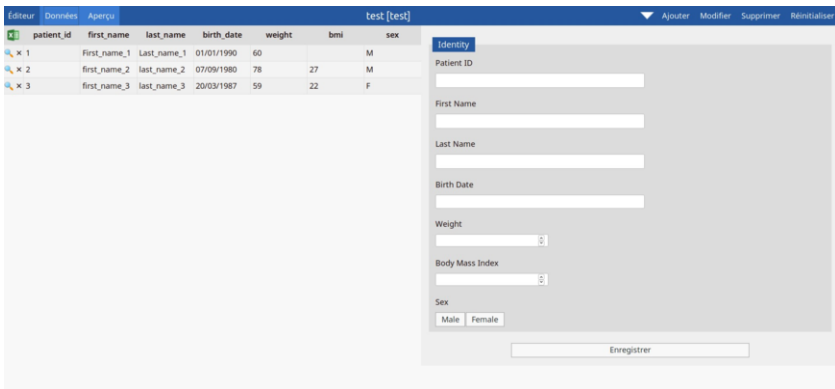 Éditeur Données Aperçu test [test] Ajouter Modifier Supprimer Réinitialiser
patient_id first_name last_name birth_date weight bmi sex
1 First_name_1 Last_name_1 01/01/1990 60 M
2 first_name_2 last_name_2 07/09/1980 78 27 M
3 first_name_3 last_name_3 20/03/1987 59 22 F
Identity
Patient ID
First Name
Last Name
Birth Date
Weight
Body Mass Index
Sex
Male Female
Enregistrer